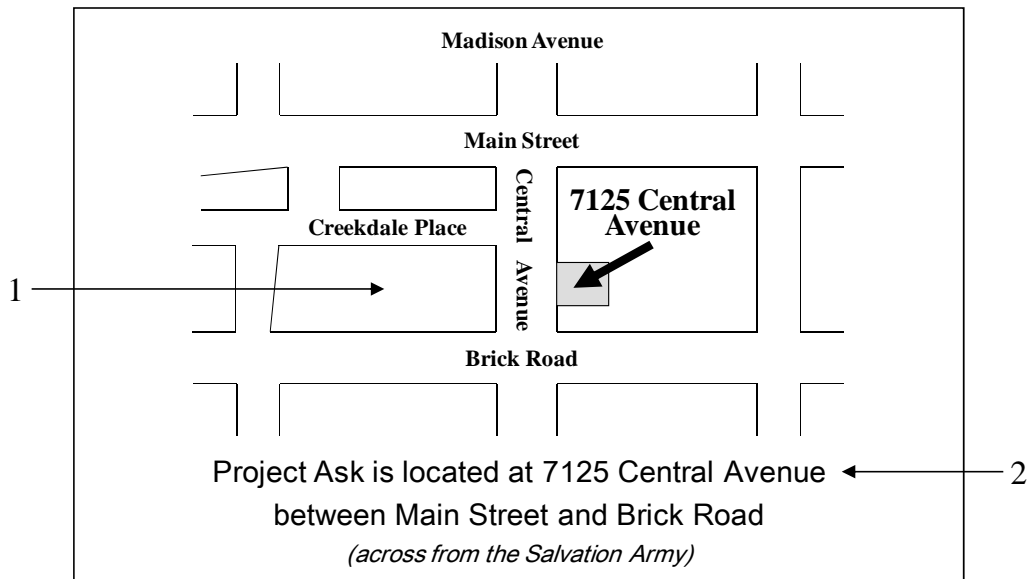 Madison Avenue
Main Street
Central Avenue
7125 Central
Avenue
Creekdale Place
1
Brick Road
Project Ask is located at 7125 Central Avenue
2
between Main Street and Brick Road
(across from the Salvation Army)